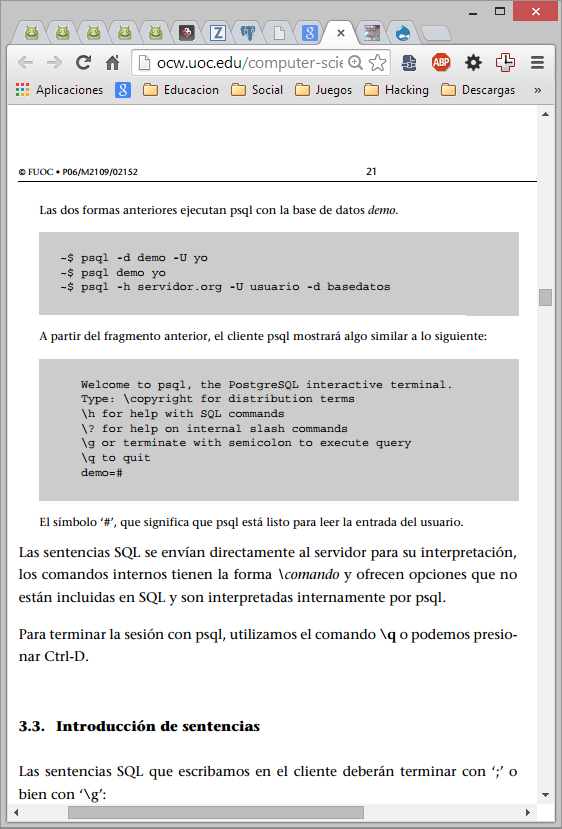 ocw.uoc.edu/computer-scie
Aplicaciones
8
Educacion
Social
Juegos
Hacking
Descargas
»
© FUOC • P06/M2109/02152
21
Las dos formas anteriores ejecutan psql con la base de datos demo.
~$ psql -d demo -U yo
~$ psql demo yo
~$ psql -h servidor.org -U usuario -d basedatos
A partir del fragmento anterior, el cliente psql mostrará algo similar a lo siguiente:
Welcome to psql, the PostgreSQL interactive terminal.
Type: \copyright for distribution terms
\h for help with SQL commands
\? for help on internal slash commands
\g or terminate with semicolon to execute query
\q to quit
demo=#
El símbolo ‘#’, que significa que psql está listo para leer la entrada del usuario.
Las sentencias SQL se envían directamente al servidor para su interpretación,
los comandos internos tienen la forma \comando y ofrecen opciones que no
están incluidas en SQL y son interpretadas internamente por psql.
Para terminar la sesión con psql, utilizamos el comando \q o podemos presio-
nar Ctrl-D.
3.3. Introducción de sentencias
Las sentencias SQL que escribamos en el cliente deberán terminar con ‘;’ o
bien con ‘\g’: